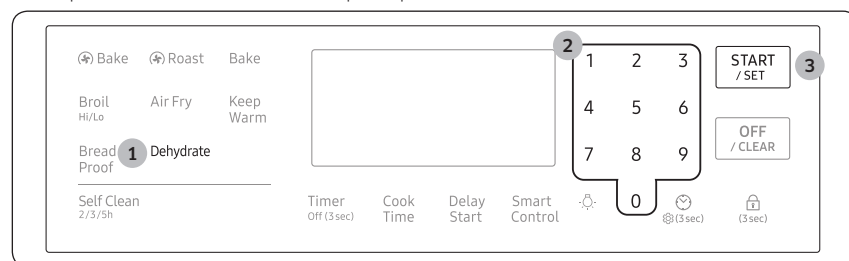 Bake Roast Bake
Broil Air Fry Keep
Hi/Lo Warm
Bread Dehydrate
Proof
Self Clean
2/3/5h
Timer Cook Delay Smart
Off (3 sec) Time Start Control
1 2 3
4 5 6
7 8 9
0
(3 sec)
(3 sec)
START
/ SET
OFF
/ CLEAR
1
2
3